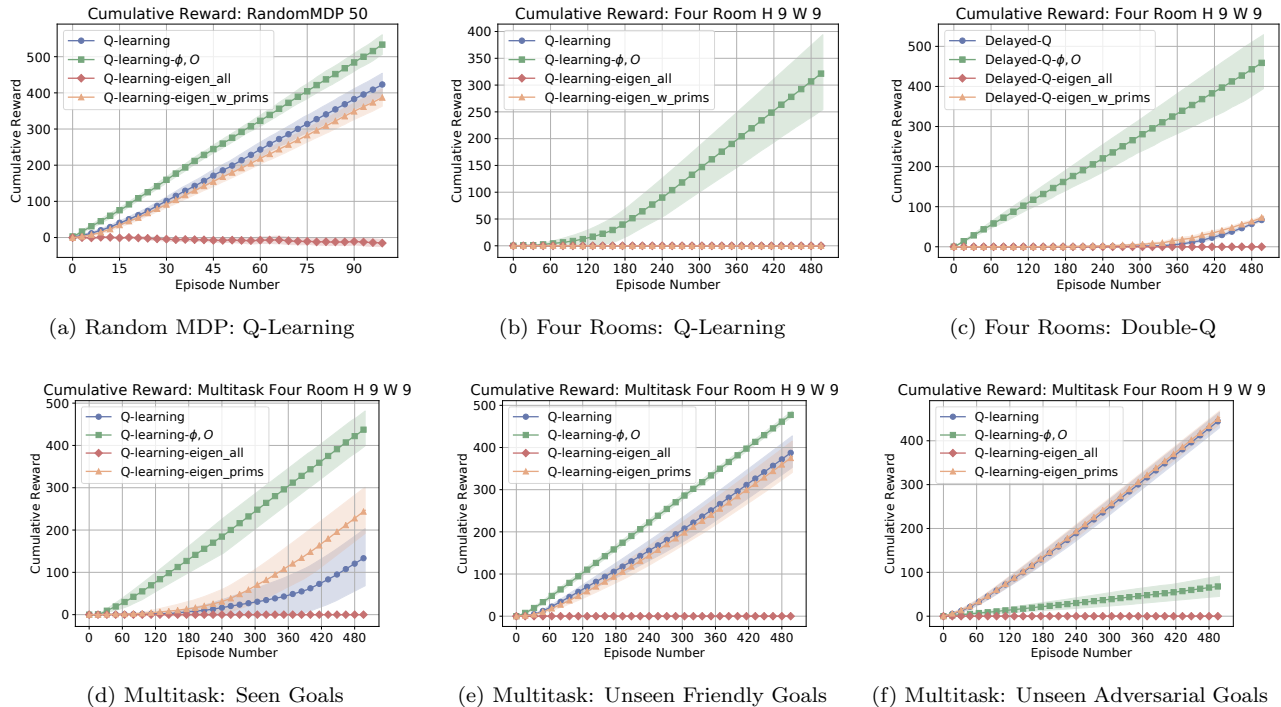 Cumulative Reward: RandomMDP 50
Cumulative Reward
500
400
300
200
100
0
Q-learning
Q-learning-ϕ, O
Q-learning-eigen_all
Q-learning-eigen_w_prims
0 15 30 45 60 75 90
Episode Number
(a) Random MDP: Q-Learning
Cumulative Reward: Four Room H 9 W 9
Cumulative Reward
400
350
300
250
200
150
100
50
0
Q-learning
Q-learning-ϕ, O
Q-learning-eigen_all
Q-learning-eigen_w_prims
0 60 120 180 240 300 360 420 480
Episode Number
(b) Four Rooms: Q-Learning
Cumulative Reward: Four Room H 9 W 9
Cumulative Reward
500
400
300
200
100
0
Delayed-Q
Delayed-Q-ϕ, O
Delayed-Q-eigen_all
Delayed-Q-eigen_w_prims
0 60 120 180 240 300 360 420 480
Episode Number
(c) Four Rooms: Double-Q
Cumulative Reward: Multitask Four Room H 9 W 9
Cumulative Reward
500
400
300
200
100
0
Q-learning
Q-learning-ϕ, O
Q-learning-eigen_all
Q-learning-eigen_prims
0 60 120 180 240 300 360 420 480
Episode Number
(d) Multitask: Seen Goals
Cumulative Reward: Multitask Four Room H 9 W 9
Cumulative Reward
500
400
300
200
100
0
Q-learning
Q-learning-ϕ, O
Q-learning-eigen_all
Q-learning-eigen_prims
0 60 120 180 240 300 360 420 480
Episode Number
(e) Multitask: Unseen Friendly Goals
Cumulative Reward: Multitask Four Room H 9 W 9
Cumulative Reward
400
300
200
100
0
Q-learning
Q-learning-ϕ, O
Q-learning-eigen_all
Q-learning-eigen_prims
0 60 120 180 240 300 360 420 480
Episode Number
(f) Multitask: Unseen Adversarial Goals